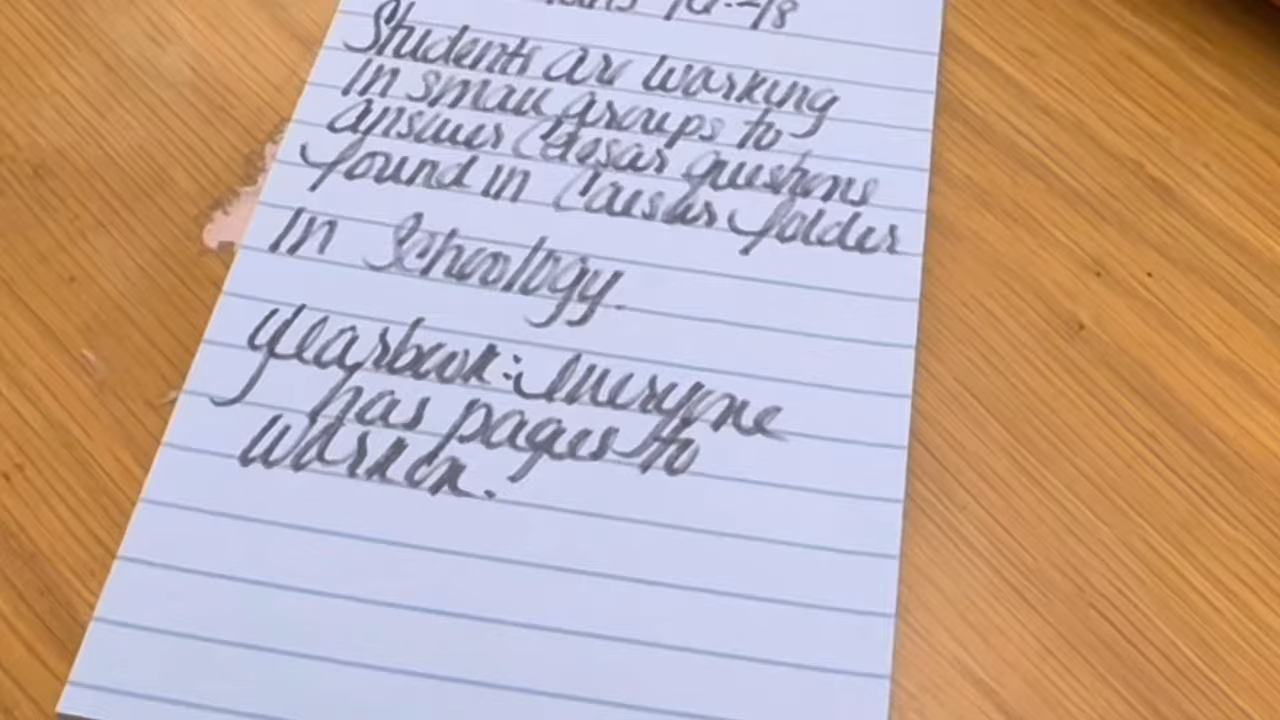 Students are working
in small groups to
answer Caesar questions
found in Caesar folder
in Schoology.
Yearbook: everyone
has pages to
work on.